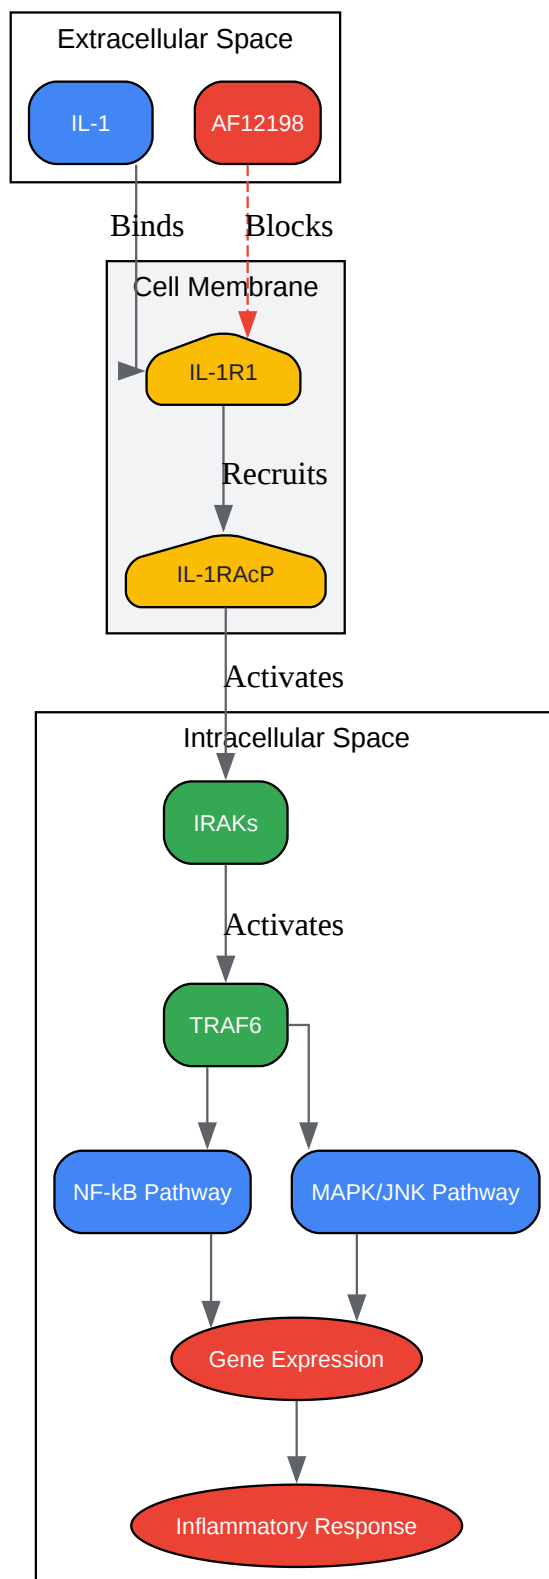 Extracellular Space
IL-1
AF12198
Binds
Blocks
Cell Membrane
IL-1R1
Recruits
IL-1RAcP
Activates
Intracellular Space
IRAKs
Activates
TRAF6
NF-kB Pathway
MAPK/JNK Pathway
Gene Expression
Inflammatory Response